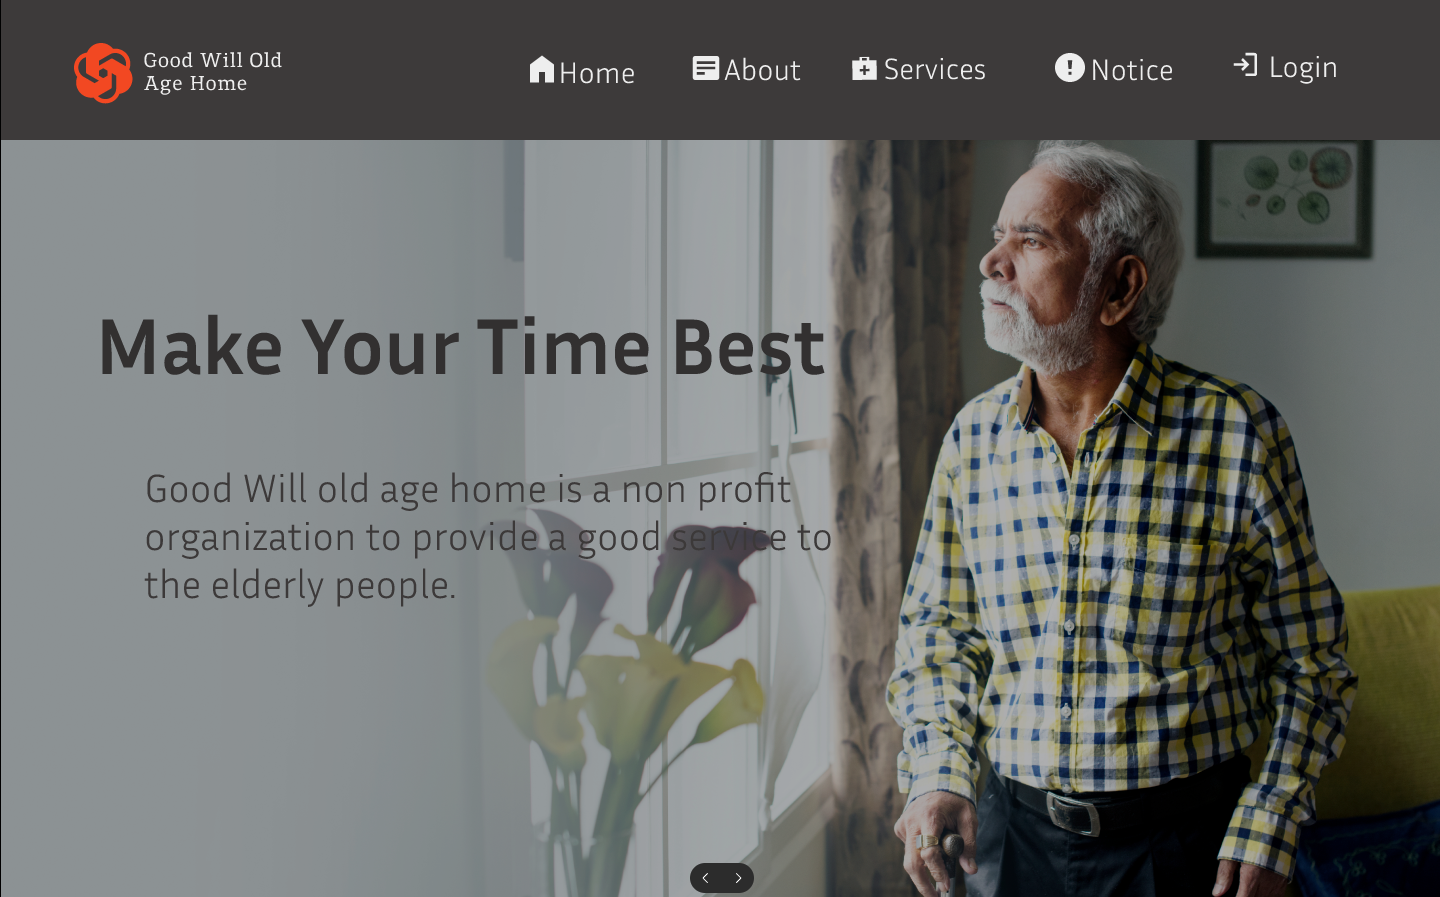 Good Will Old
Age Home
Home
About
Services
Notice
Login
Make Your Time Best
Good Will old age home is a non profit
organization to provide a good service to
the elderly people.